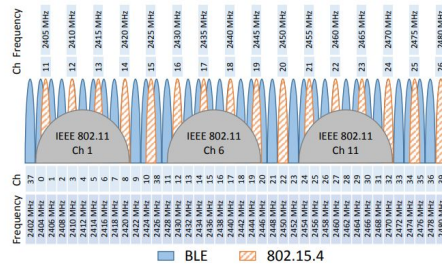 Frequency
2405 MHz 2410 MHz 2415 MHz 2420 MHz 2425 MHz 2430 MHz 2435 MHz 2440 MHz 2445 MHz 2450 MHz 2455 MHz 2460 MHz 2465 MHz 2470 MHz 2475 MHz 2480 MHz
Ch
11 12 13 14 15 16 17 18 19 20 21 22 23 24 25 26
IEEE 802.11
Ch 1
IEEE 802.11
Ch 6
IEEE 802.11
Ch 11
Ch
37 0 1 2 3 4 5 6 7 8 9 10 38 11 12 13 14 15 16 17 18 19 20 21 22 23 24 25 26 27 28 29 30 31 32 33 34 35 36 39
Frequency
2402 MHz 2404 MHz 2406 MHz 2408 MHz 2410 MHz 2412 MHz 2414 MHz 2416 MHz 2418 MHz 2420 MHz 2422 MHz 2424 MHz 2426 MHz 2428 MHz 2430 MHz 2432 MHz 2434 MHz 2436 MHz 2438 MHz 2440 MHz 2442 MHz 2444 MHz 2446 MHz 2448 MHz 2450 MHz 2452 MHz 2454 MHz 2456 MHz 2458 MHz 2460 MHz 2462 MHz 2464 MHz 2466 MHz 2468 MHz 2470 MHz 2472 MHz 2474 MHz 2476 MHz 2478 MHz 2480 MHz
BLE 802.15.4